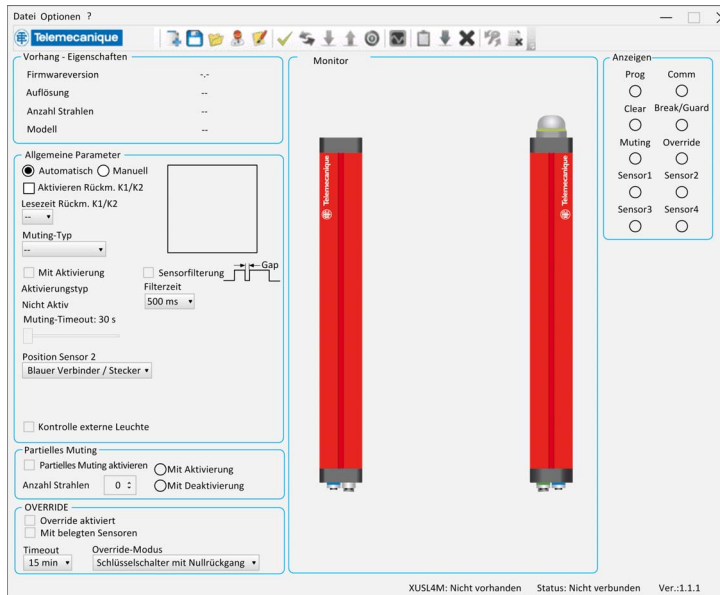 Datei Optionen ?
Telemecanique
Vorhang - Eigenschaften
Firmwareversion -.-
Auflösung --
Anzahl Strahlen --
Modell --
Allgemeine Parameter
Automatisch Manuell
Aktivieren Rückm. K1/K2
Lesezeit Rückm. K1/K2
--
Muting-Typ
--
Mit Aktivierung
Sensorfilterung
Gap
Aktivierungstyp
Filterzeit
Nicht Aktiv
500 ms
Muting-Timeout: 30 s
Position Sensor 2
Blauer Verbinder / Stecker
Kontrolle externe Leuchte
Partielles Muting
Partielles Muting aktivieren
Mit Aktivierung
Anzahl Strahlen 0
Mit Deaktivierung
OVERRIDE
Override aktiviert
Mit belegten Sensoren
Timeout Override-Modus
15 min Schlüsselschalter mit Nullrückgang
Monitor
Telemecanique
Telemecanique
Anzeigen
Prog Comm
Clear Break/Guard
Muting Override
Sensor1 Sensor2
Sensor3 Sensor4
XUSL4M: Nicht vorhanden Status: Nicht verbunden Ver.:1.1.1